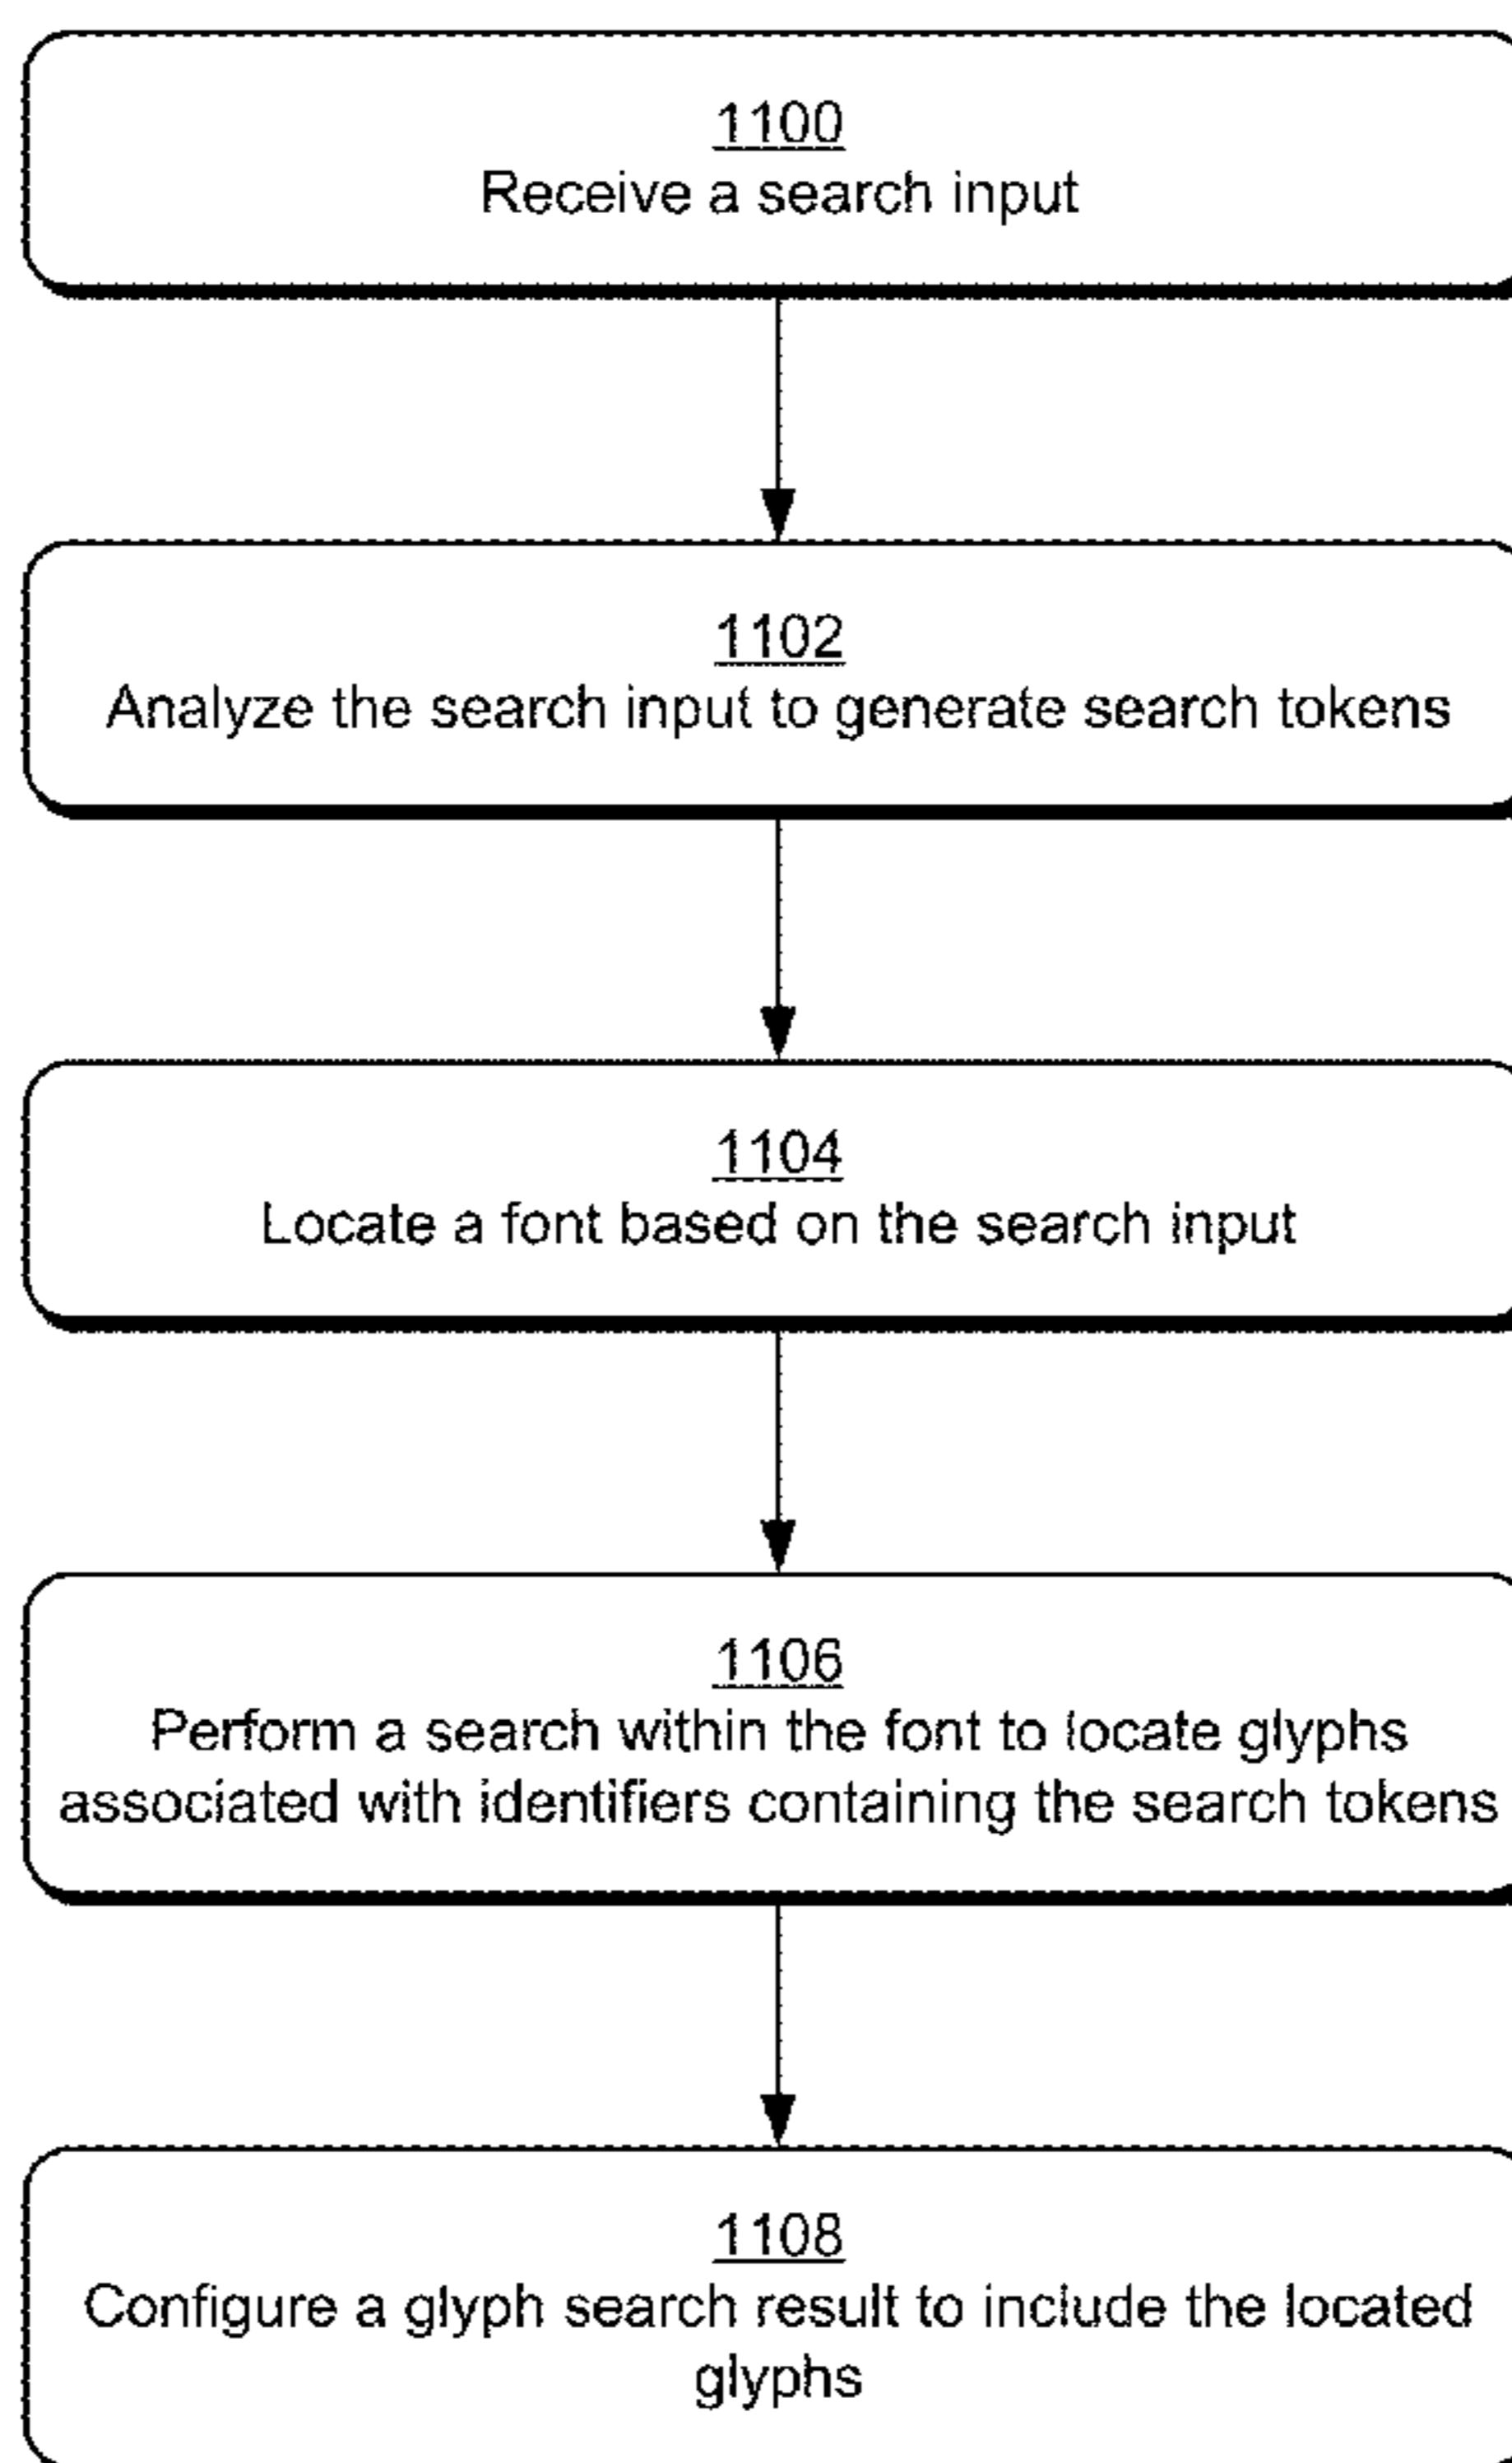 1100
Receive a search input
1102
Analyze the search input to generate search tokens
1104
Locate a font based on the search input
1106
Perform a search within the font to locate glyphs
associated with identifiers containing the search tokens
1108
Configure a glyph search result to include the located
glyphs